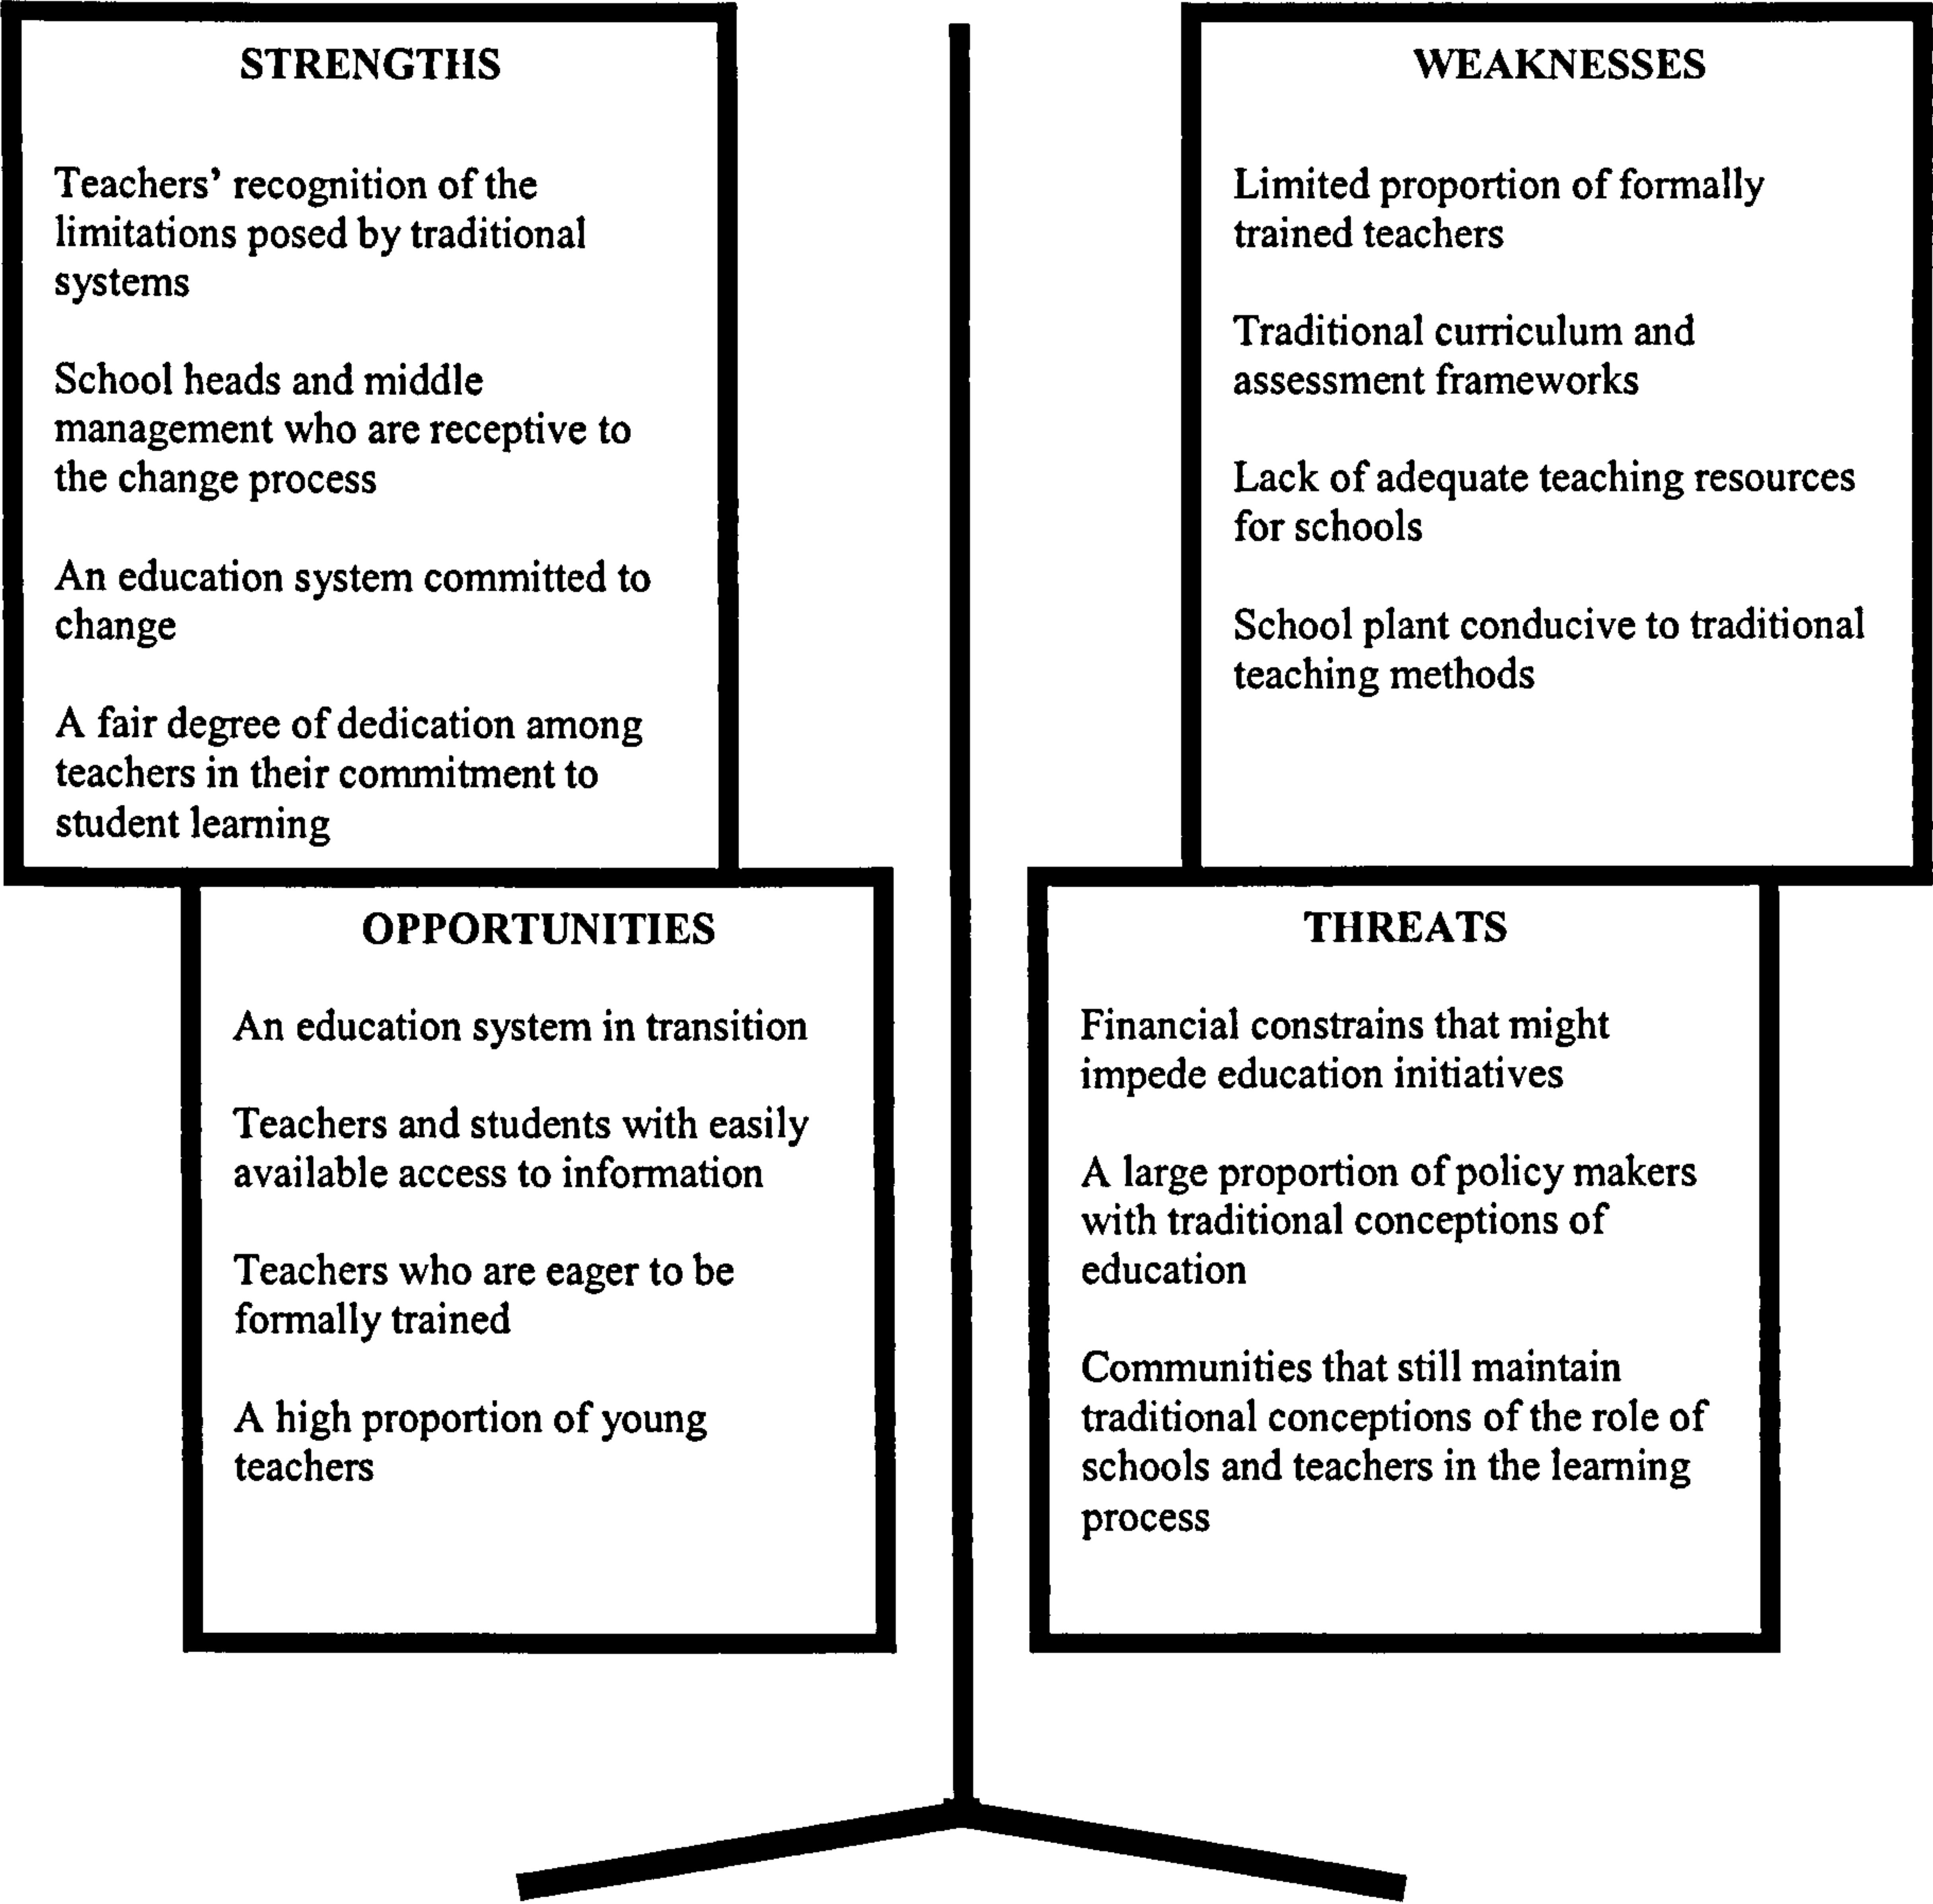 STRENGTHS
Teachers’ recognition of the
limitations posed by traditional
systems
School heads and middle
management who are receptive to
the change process
An education system committed to
change
A fair degree of dedication among
teachers in their commitment to
student learning
WEAKNESSES
Limited proportion of formally
trained teachers
Traditional curriculum and
assessment frameworks
Lack of adequate teaching resources
for schools
School plant conducive to traditional
teaching methods
OPPORTUNITIES
An education system in transition
Teachers and students with easily
available access to information
Teachers who are eager to be
formally trained
A high proportion of young
teachers
THREATS
Financial constrains that might
impede education initiatives
A large proportion of policy makers
with traditional conceptions of
education
Communities that still maintain
traditional conceptions of the role of
schools and teachers in the learning
process